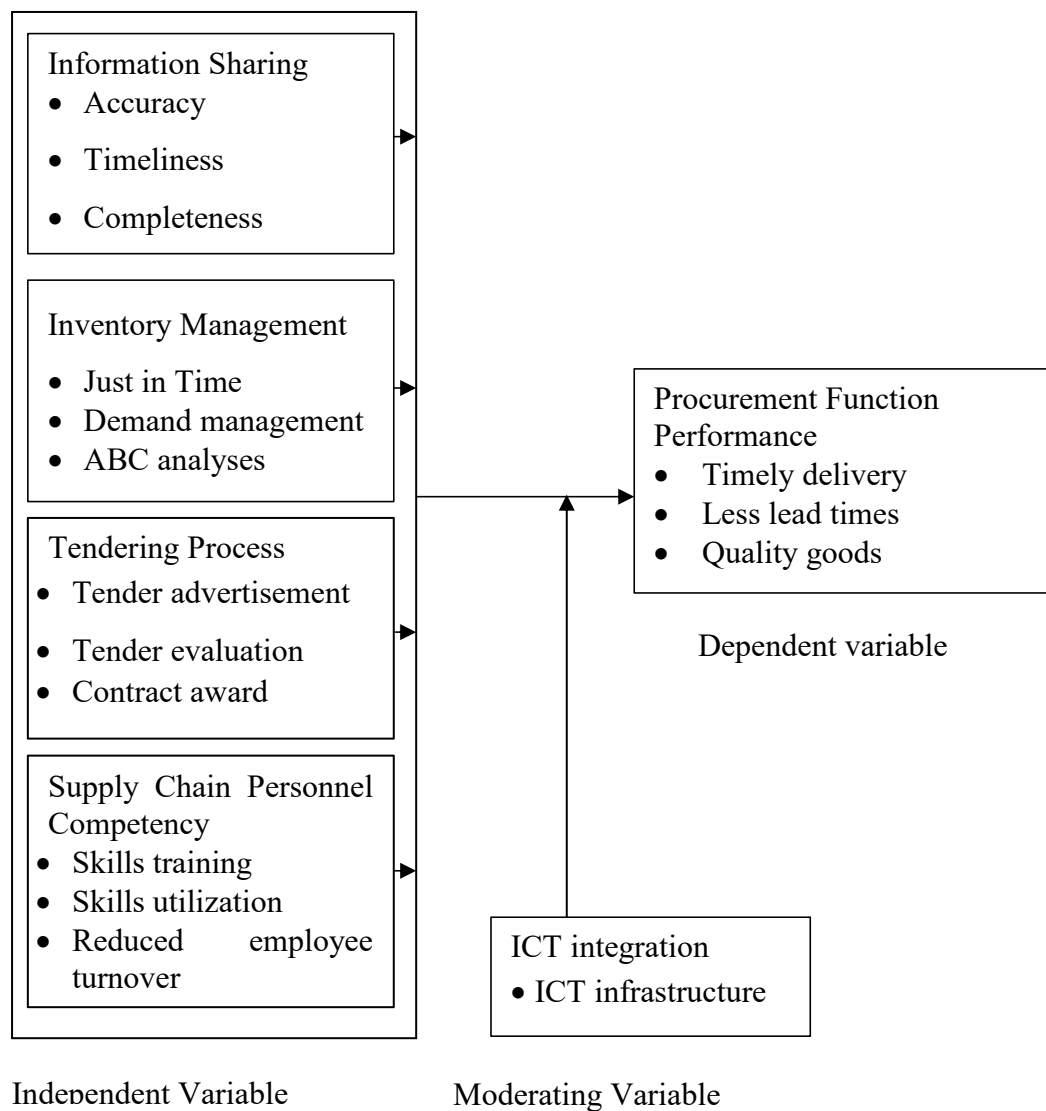 Information Sharing
• Accuracy
• Timeliness
• Completeness
Inventory Management
• Just in Time
• Demand management
• ABC analyses
Tendering Process
• Tender advertisement
• Tender evaluation
• Contract award
Supply Chain Personnel
Competency
• Skills training
• Skills utilization
• Reduced employee
turnover
Procurement Function
Performance
• Timely delivery
• Less lead times
• Quality goods
Dependent variable
ICT integration
• ICT infrastructure
Independent Variable
Moderating Variable